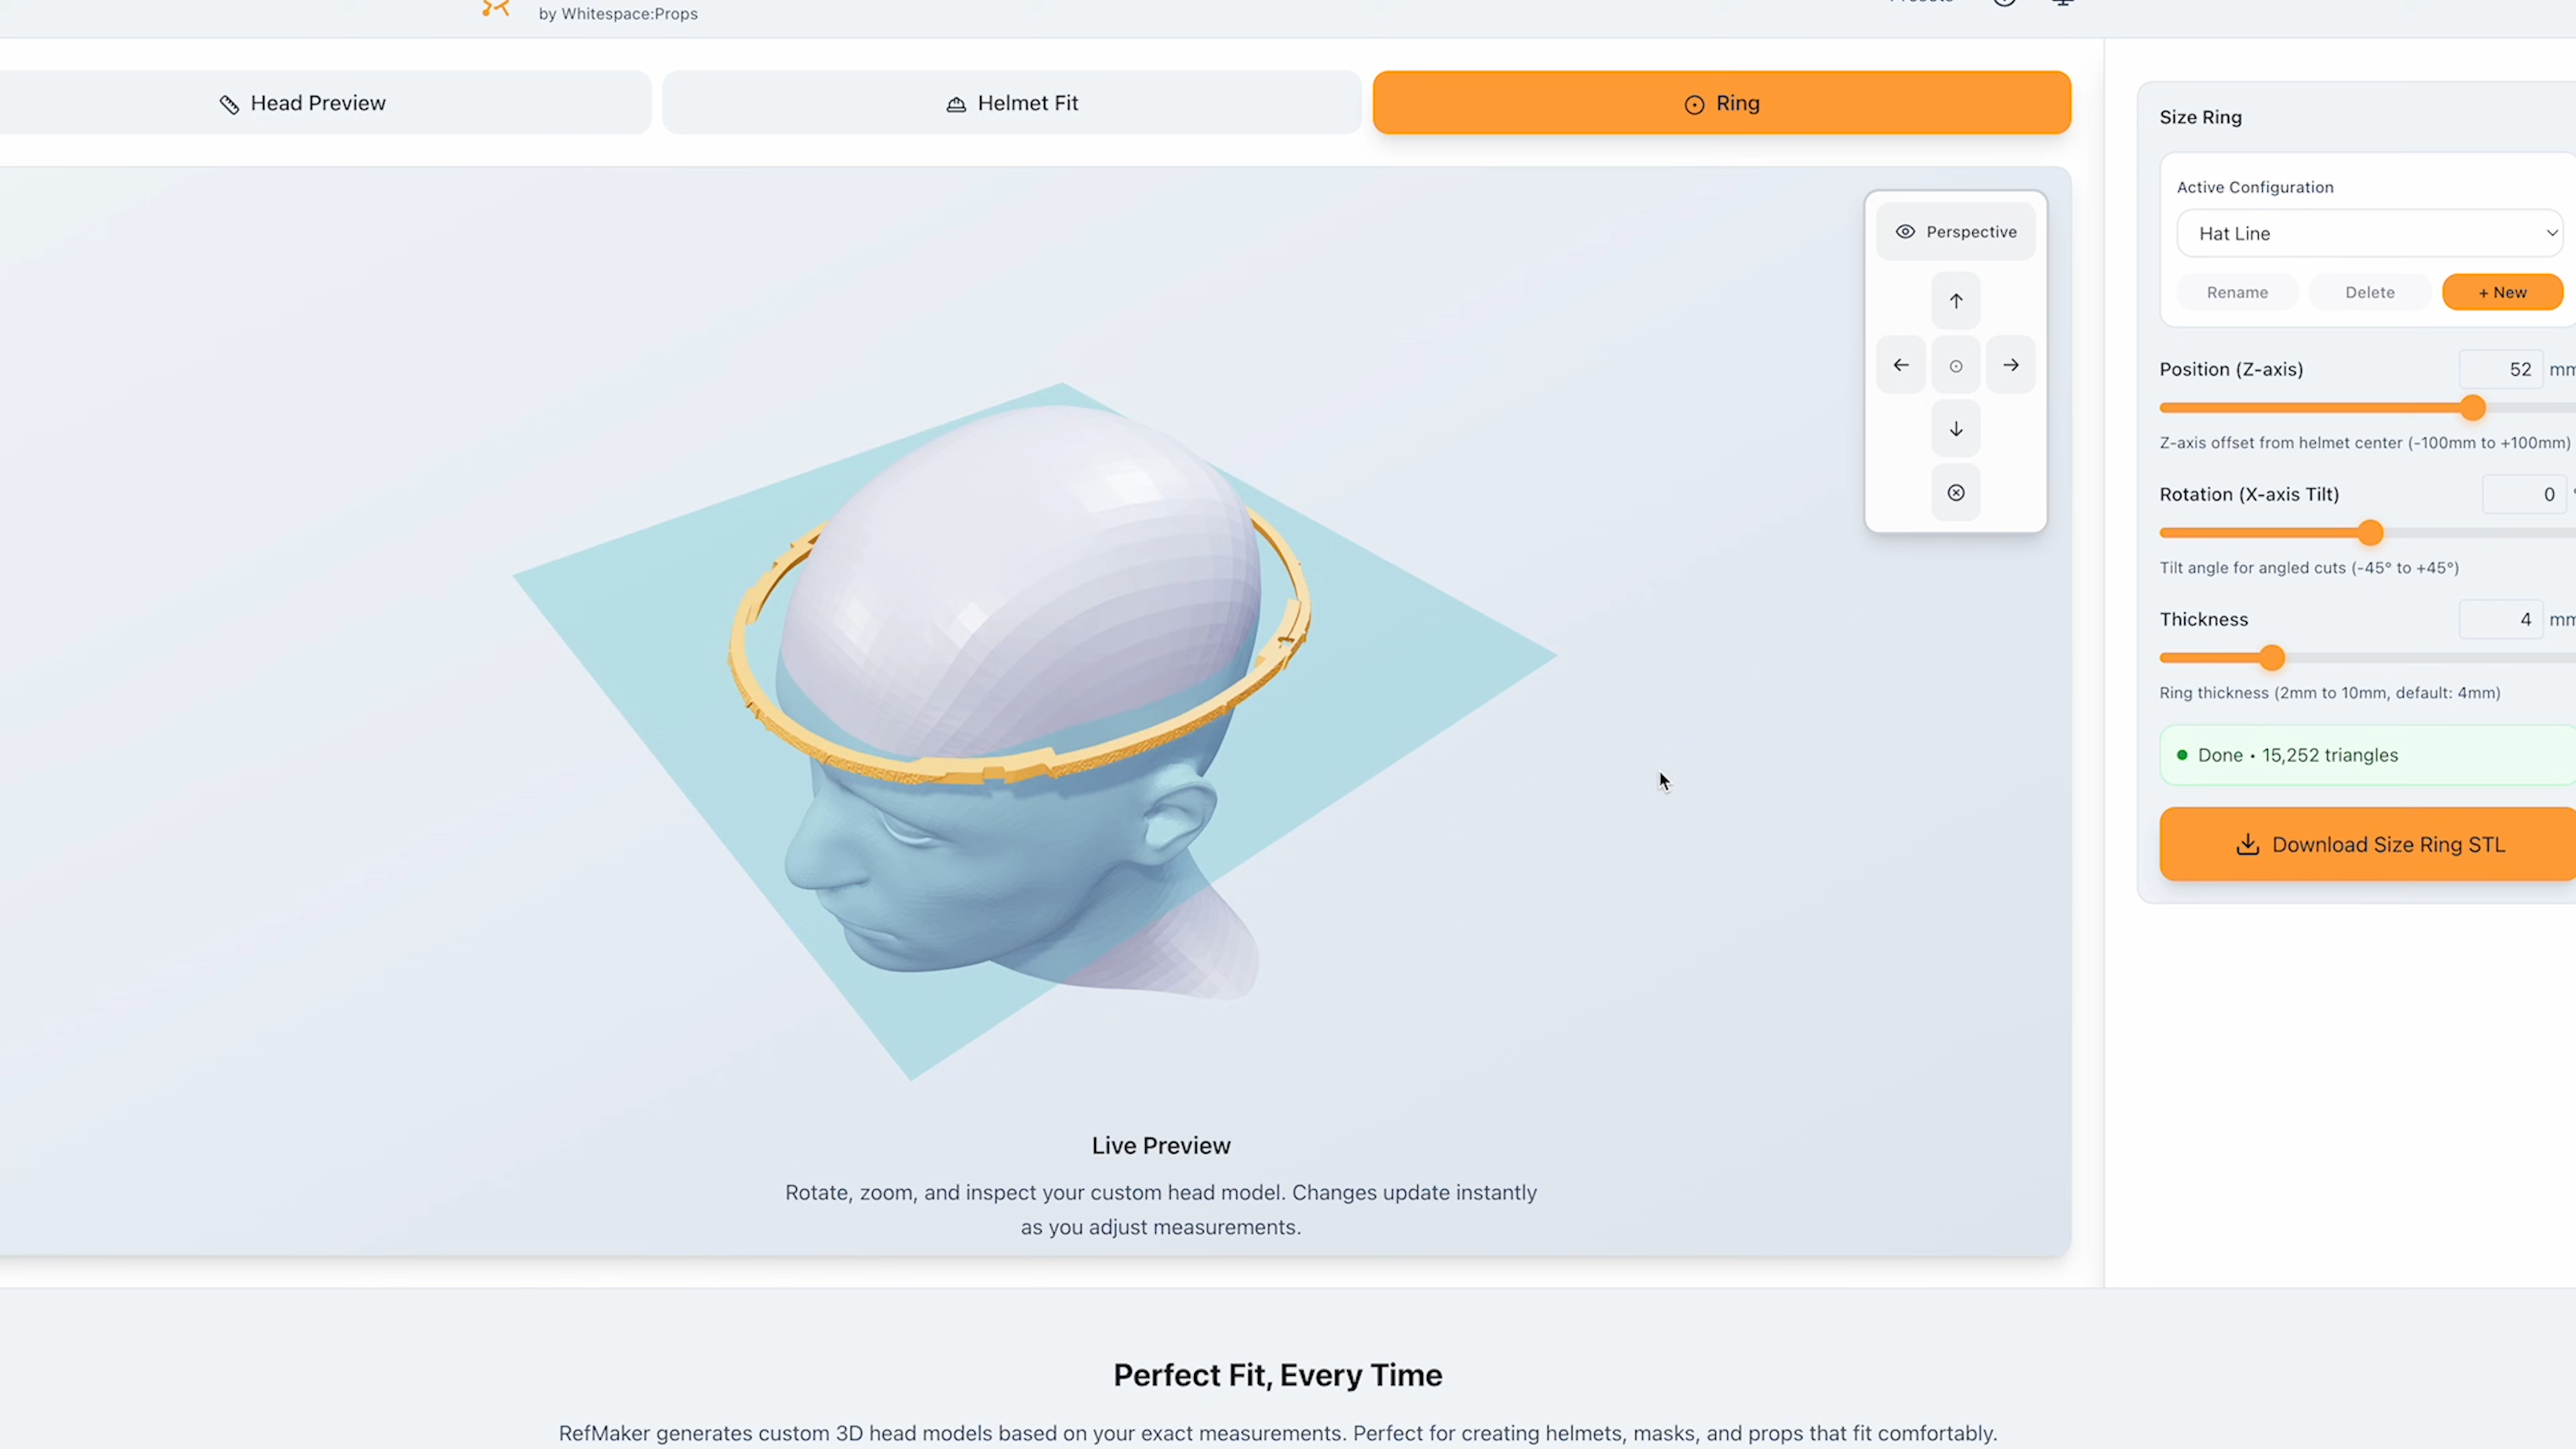 by Whitespace:Props
Presets
Head Preview
Helmet Fit
Ring
Perspective
Live Preview
Rotate, zoom, and inspect your custom head model. Changes update instantly
as you adjust measurements.
Size Ring
Active Configuration
Hat Line
Rename
Delete
+ New
Position (Z-axis)
52 mm
Z-axis offset from helmet center (-100mm to +100mm)
Rotation (X-axis Tilt)
0 °
Tilt angle for angled cuts (-45° to +45°)
Thickness
4 mm
Ring thickness (2mm to 10mm, default: 4mm)
Done • 15,252 triangles
Download Size Ring STL
Perfect Fit, Every Time
RefMaker generates custom 3D head models based on your exact measurements. Perfect for creating helmets, masks, and props that fit comfortably.